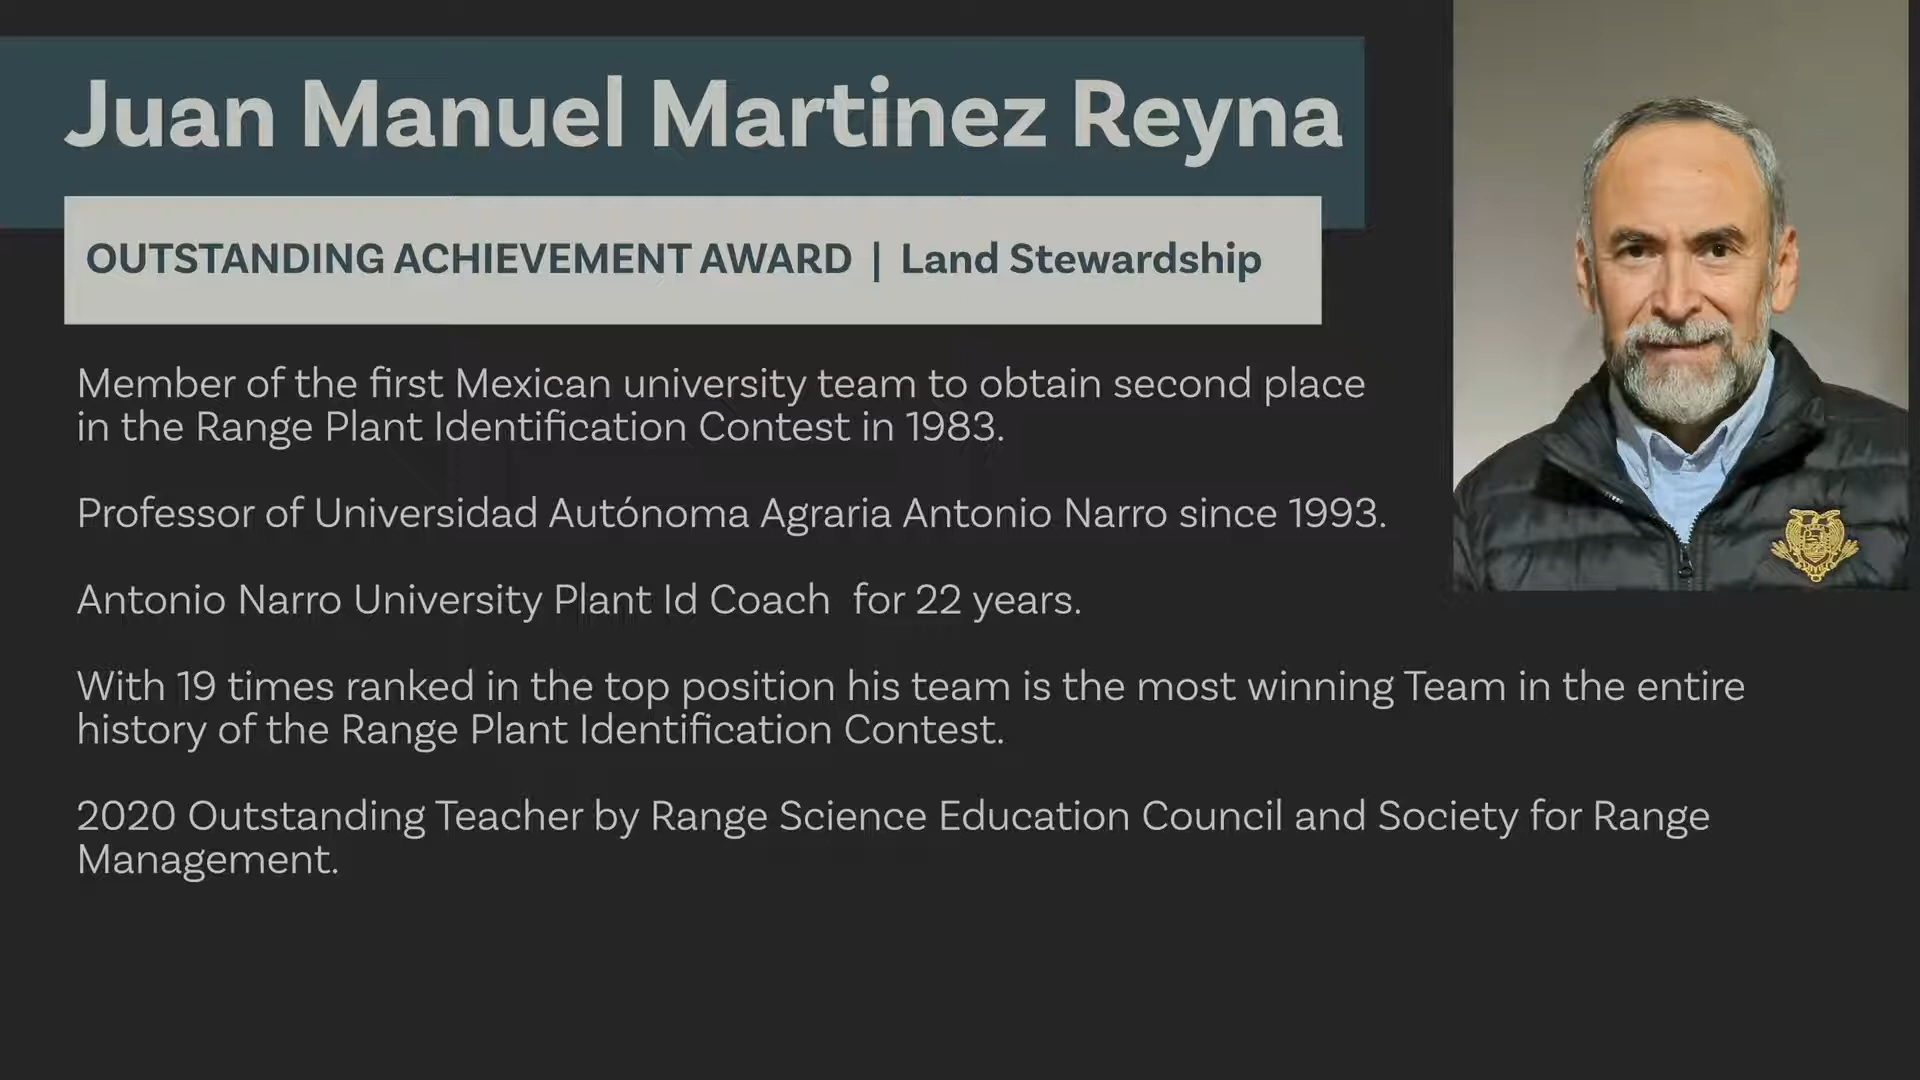 Juan Manuel Martinez Reyna
OUTSTANDING ACHIEVEMENT AWARD | Land Stewardship
Member of the first Mexican university team to obtain second place
in the Range Plant Identification Contest in 1983.
Professor of Universidad Autónoma Agraria Antonio Narro since 1993.
Antonio Narro University Plant Id Coach  for 22 years.
With 19 times ranked in the top position his team is the most winning Team in the entire
history of the Range Plant Identification Contest.
2020 Outstanding Teacher by Range Science Education Council and Society for Range
Management.